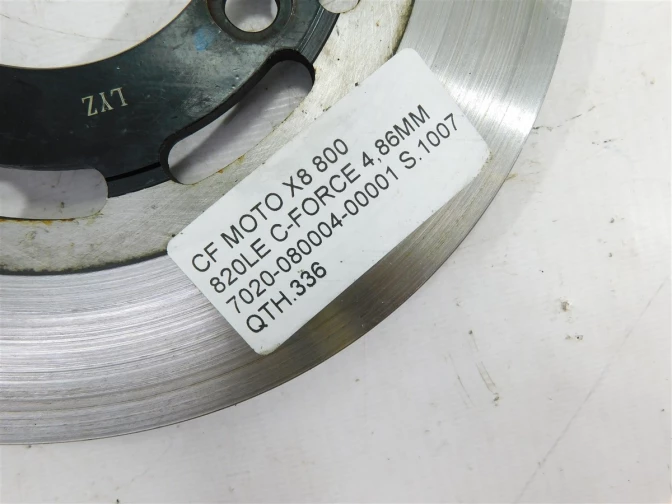 LYZ
CF MOTO X8 800
820LE C-FORCE 4,86MM
7020-080004-00001 S.1007
QTH.336